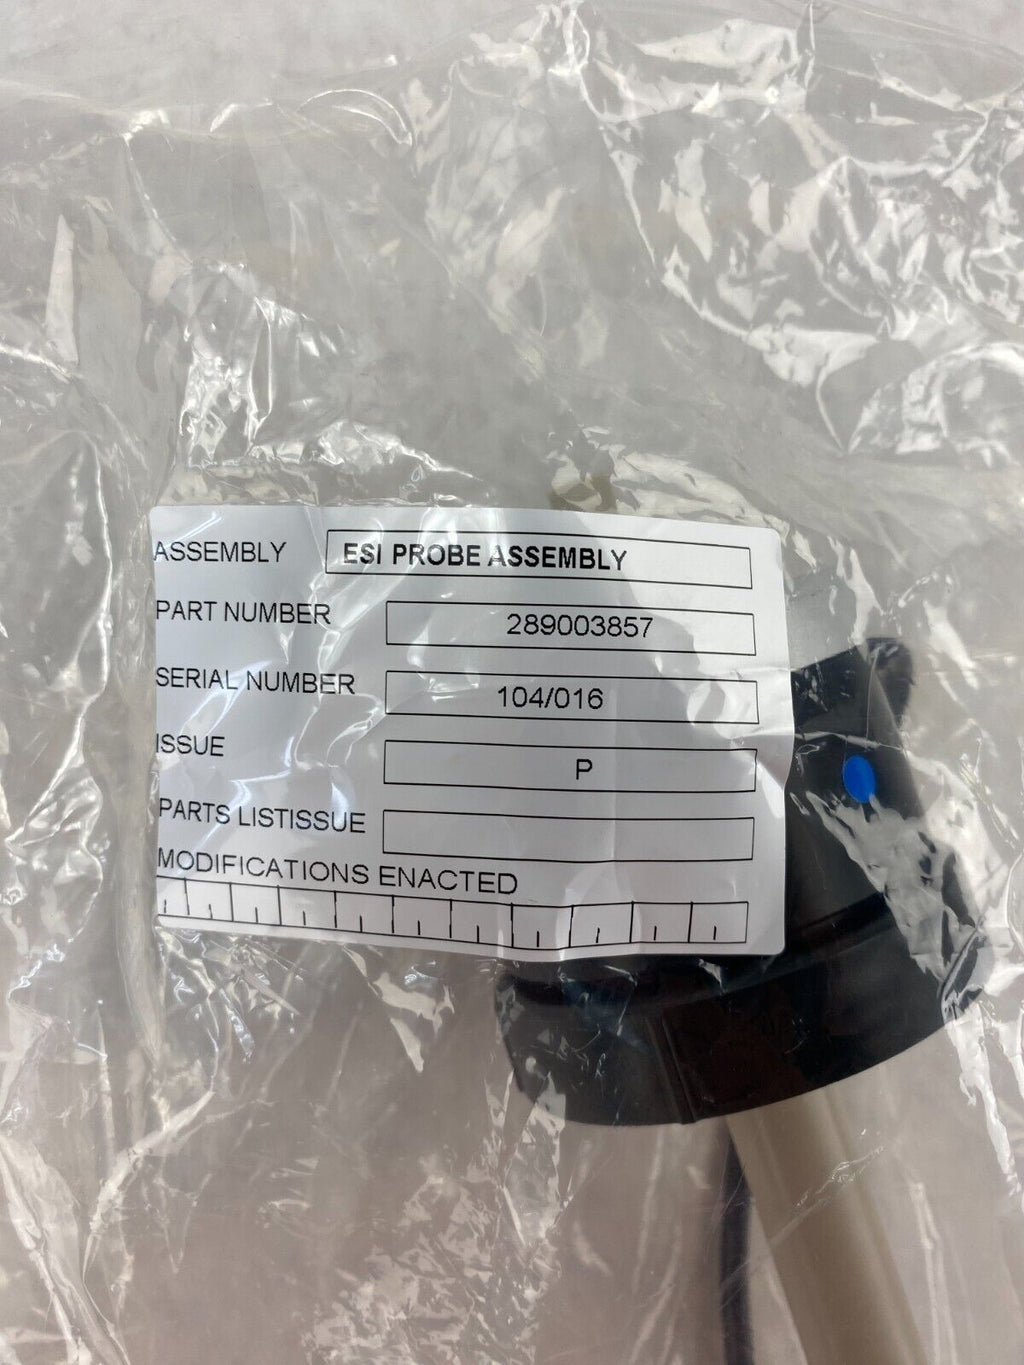 ASSEMBLY ESI PROBE ASSEMBLY
PART NUMBER 289003857
SERIAL NUMBER 104/016
ISSUE P
PARTS LISTISSUE
MODIFICATIONS ENACTED